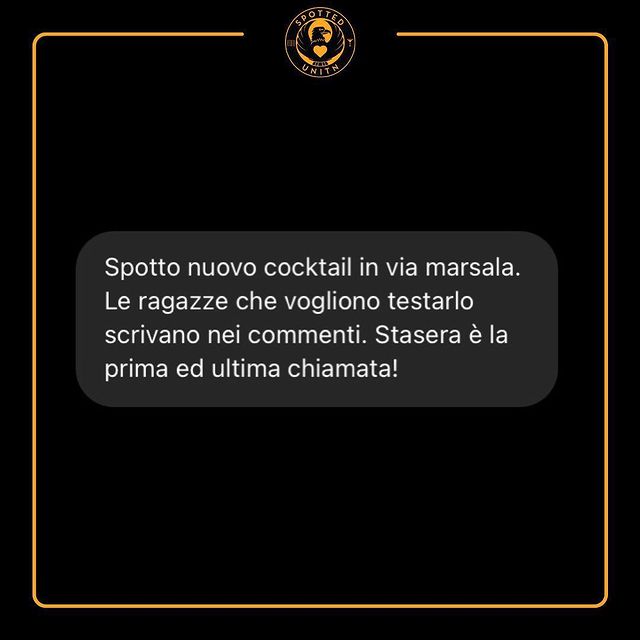 SPOTTED
UNITN
Spotto nuovo cocktail in via marsala.
Le ragazze che vogliono testarlo
scrivano nei commenti. Stasera è la
prima ed ultima chiamata!